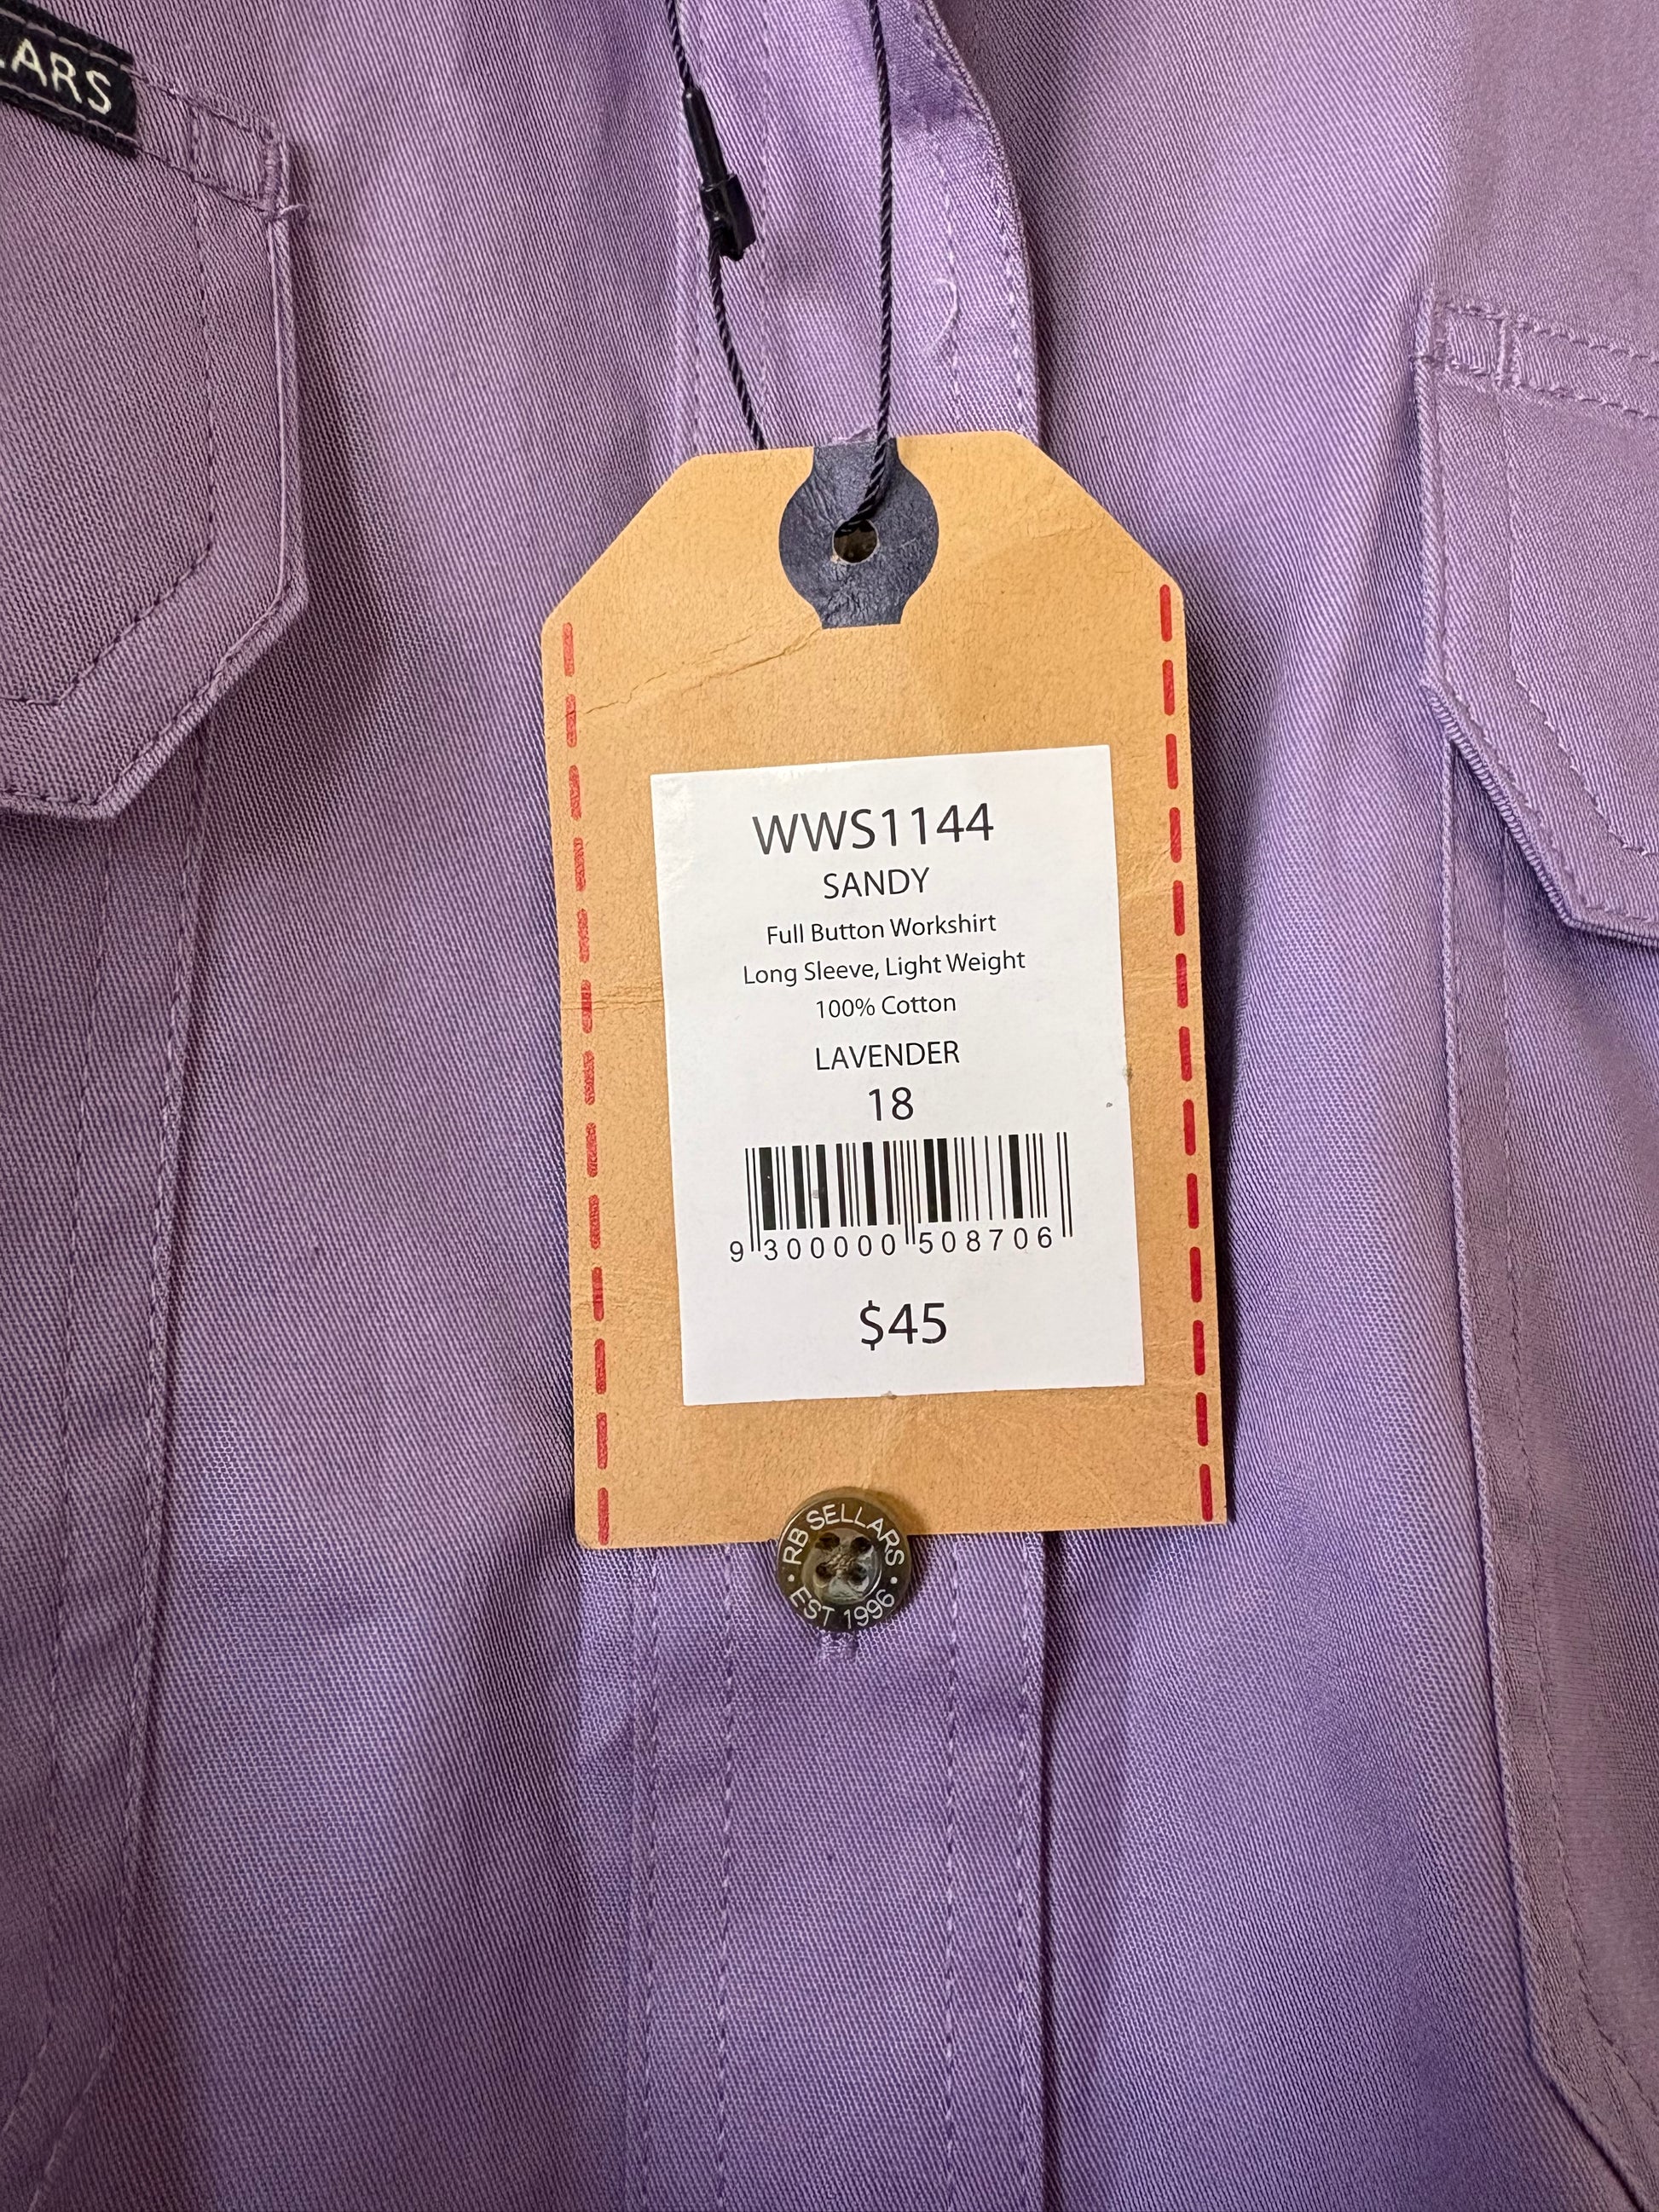 LARS
WWS1144
SANDY
Full Button Workshirt
Long Sleeve, Light Weight
100% Cotton
LAVENDER
18
9 300000 508706
$45
RB SELLARS
• EST 1996 •